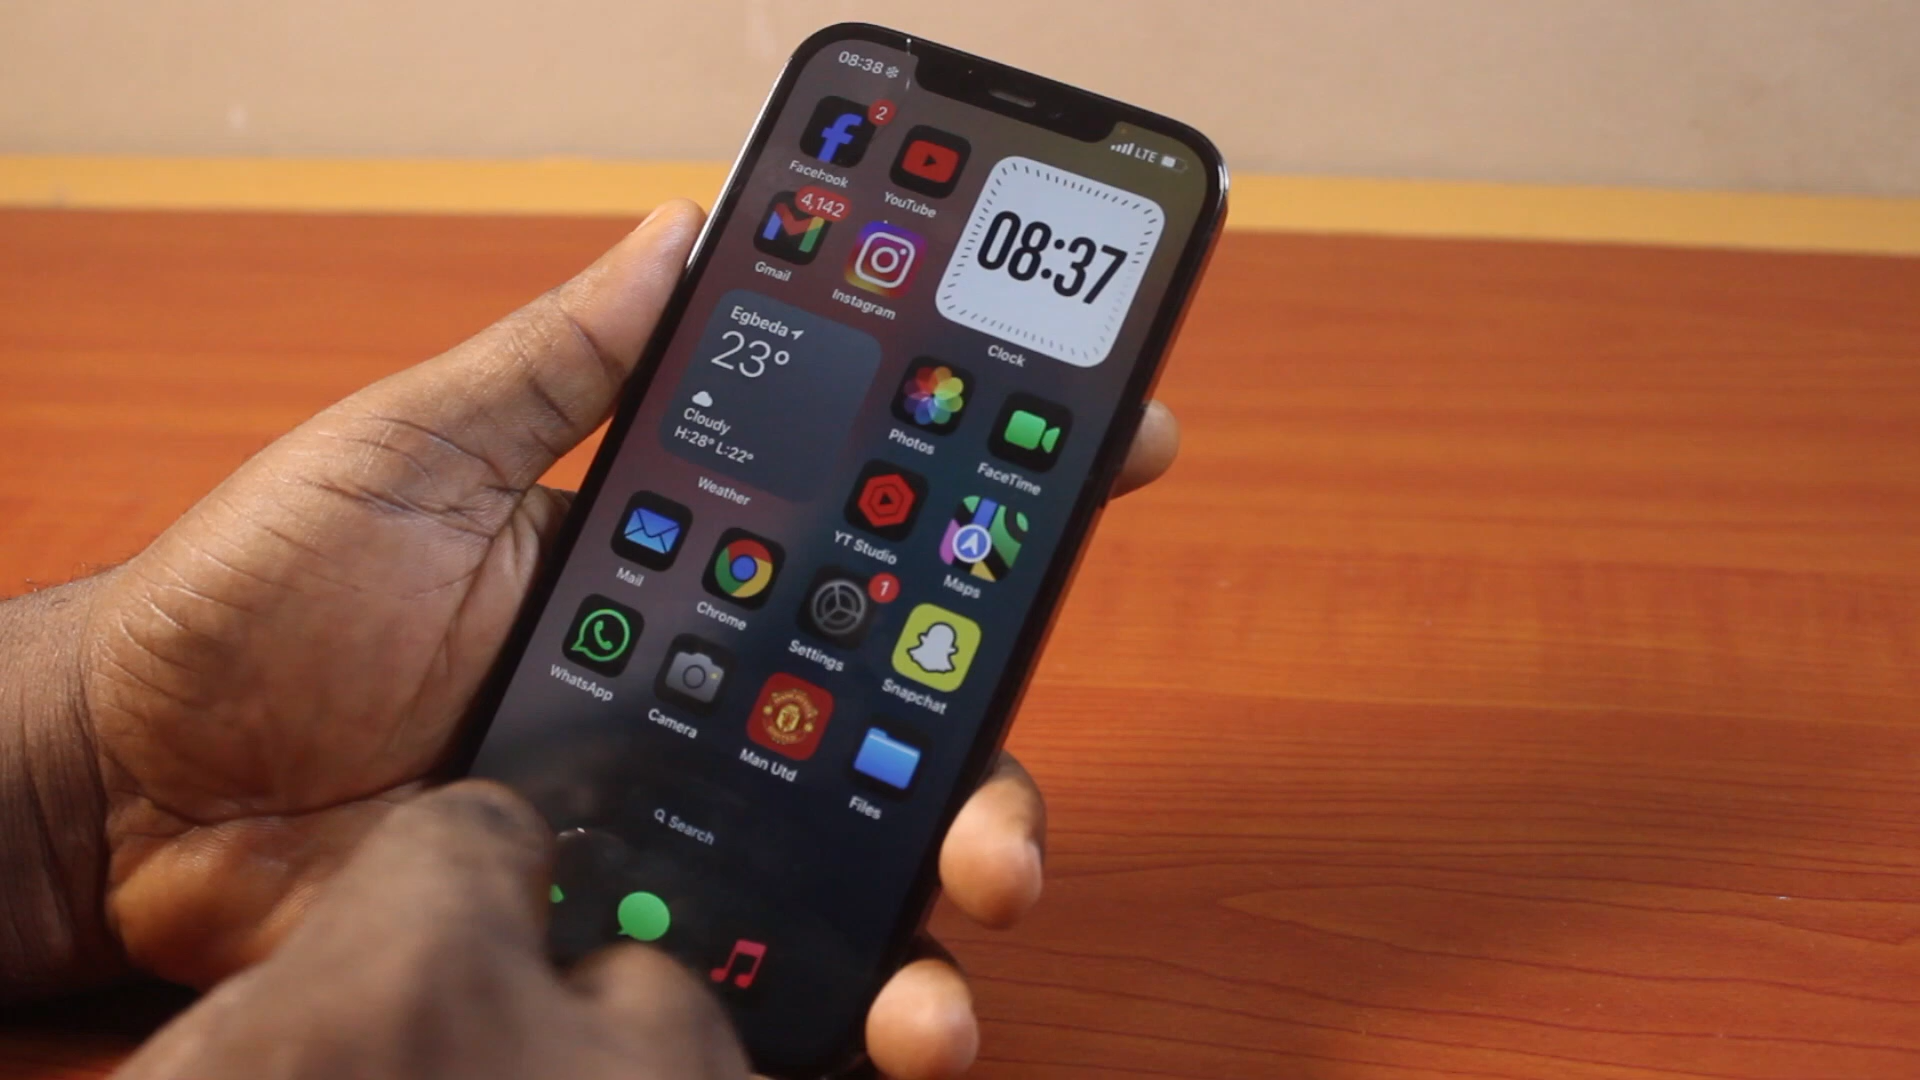 08:38
LTE
2
Facebook
YouTube
08:37
Clock
4,142
Gmail
Instagram
Egbeda
23°
Cloudy
H:28° L:22°
Weather
Photos
FaceTime
YT Studio
Maps
Mail
Chrome
1
Settings
Snapchat
WhatsApp
Camera
Man Utd
Files
Search